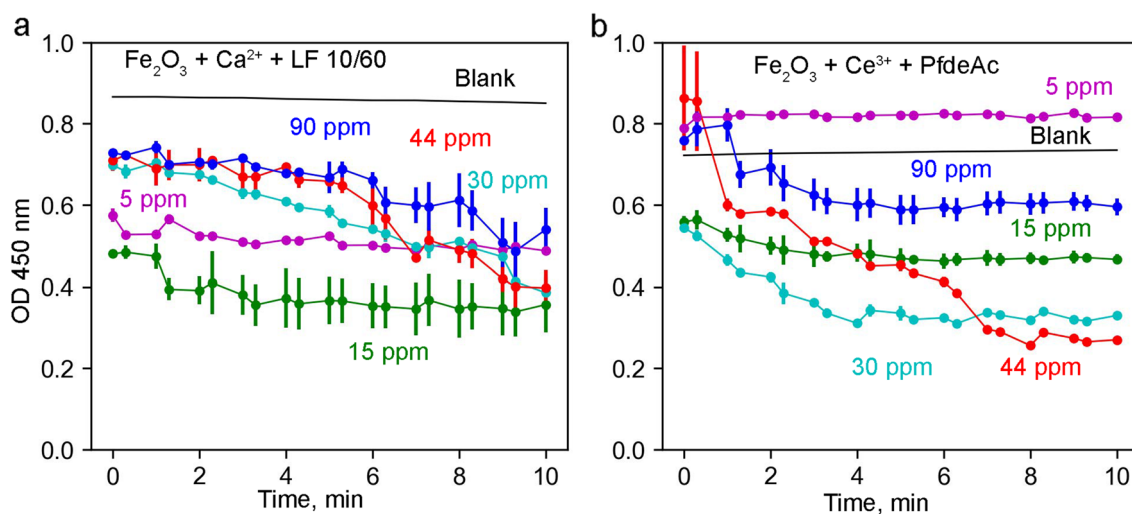 a
Fe₂O₃ + Ca²⁺ + LF 10/60
Blank
90 ppm
44 ppm
30 ppm
5 ppm
15 ppm
OD 450 nm
1.0
0.8
0.6
0.4
0.2
0.0
0 2 4 6 8 10
Time, min
b
Fe₂O₃ + Ce³⁺ + PfdeAc
5 ppm
Blank
90 ppm
15 ppm
30 ppm
44 ppm
1.0
0.8
0.6
0.4
0.2
0.0
0 2 4 6 8 10
Time, min